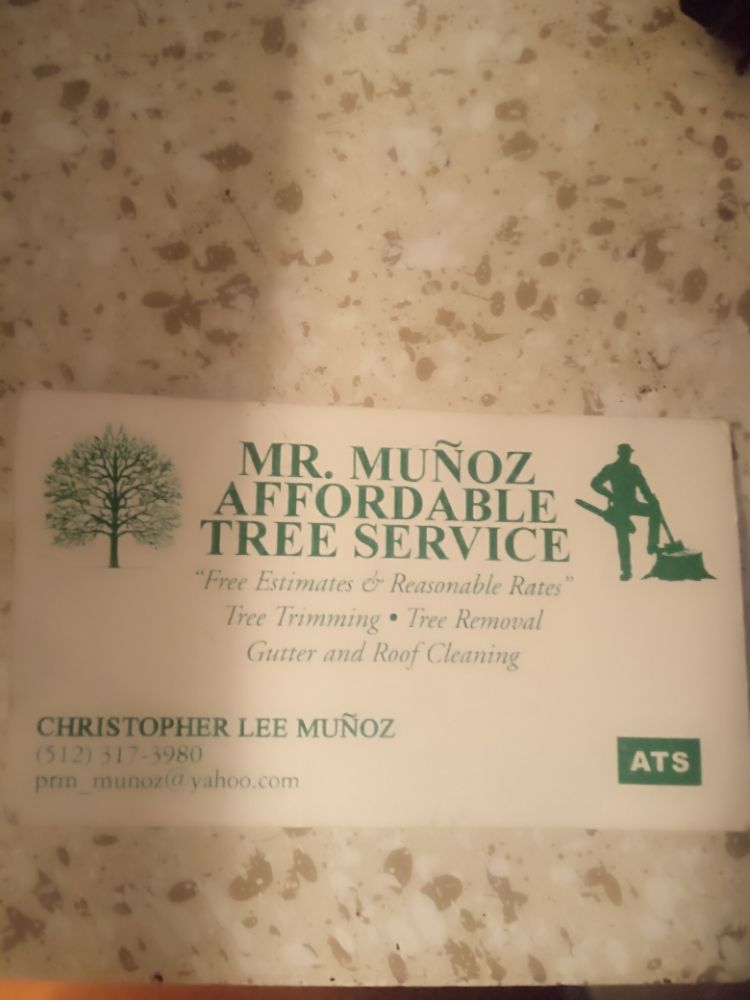 MR. MUÑOZ
AFFORDABLE
TREE SERVICE
"Free Estimates & Reasonable Rates"
Tree Trimming • Tree Removal
Gutter and Roof Cleaning
CHRISTOPHER LEE MUÑOZ
(512) 317-3980
prm_munoz@yahoo.com
ATS